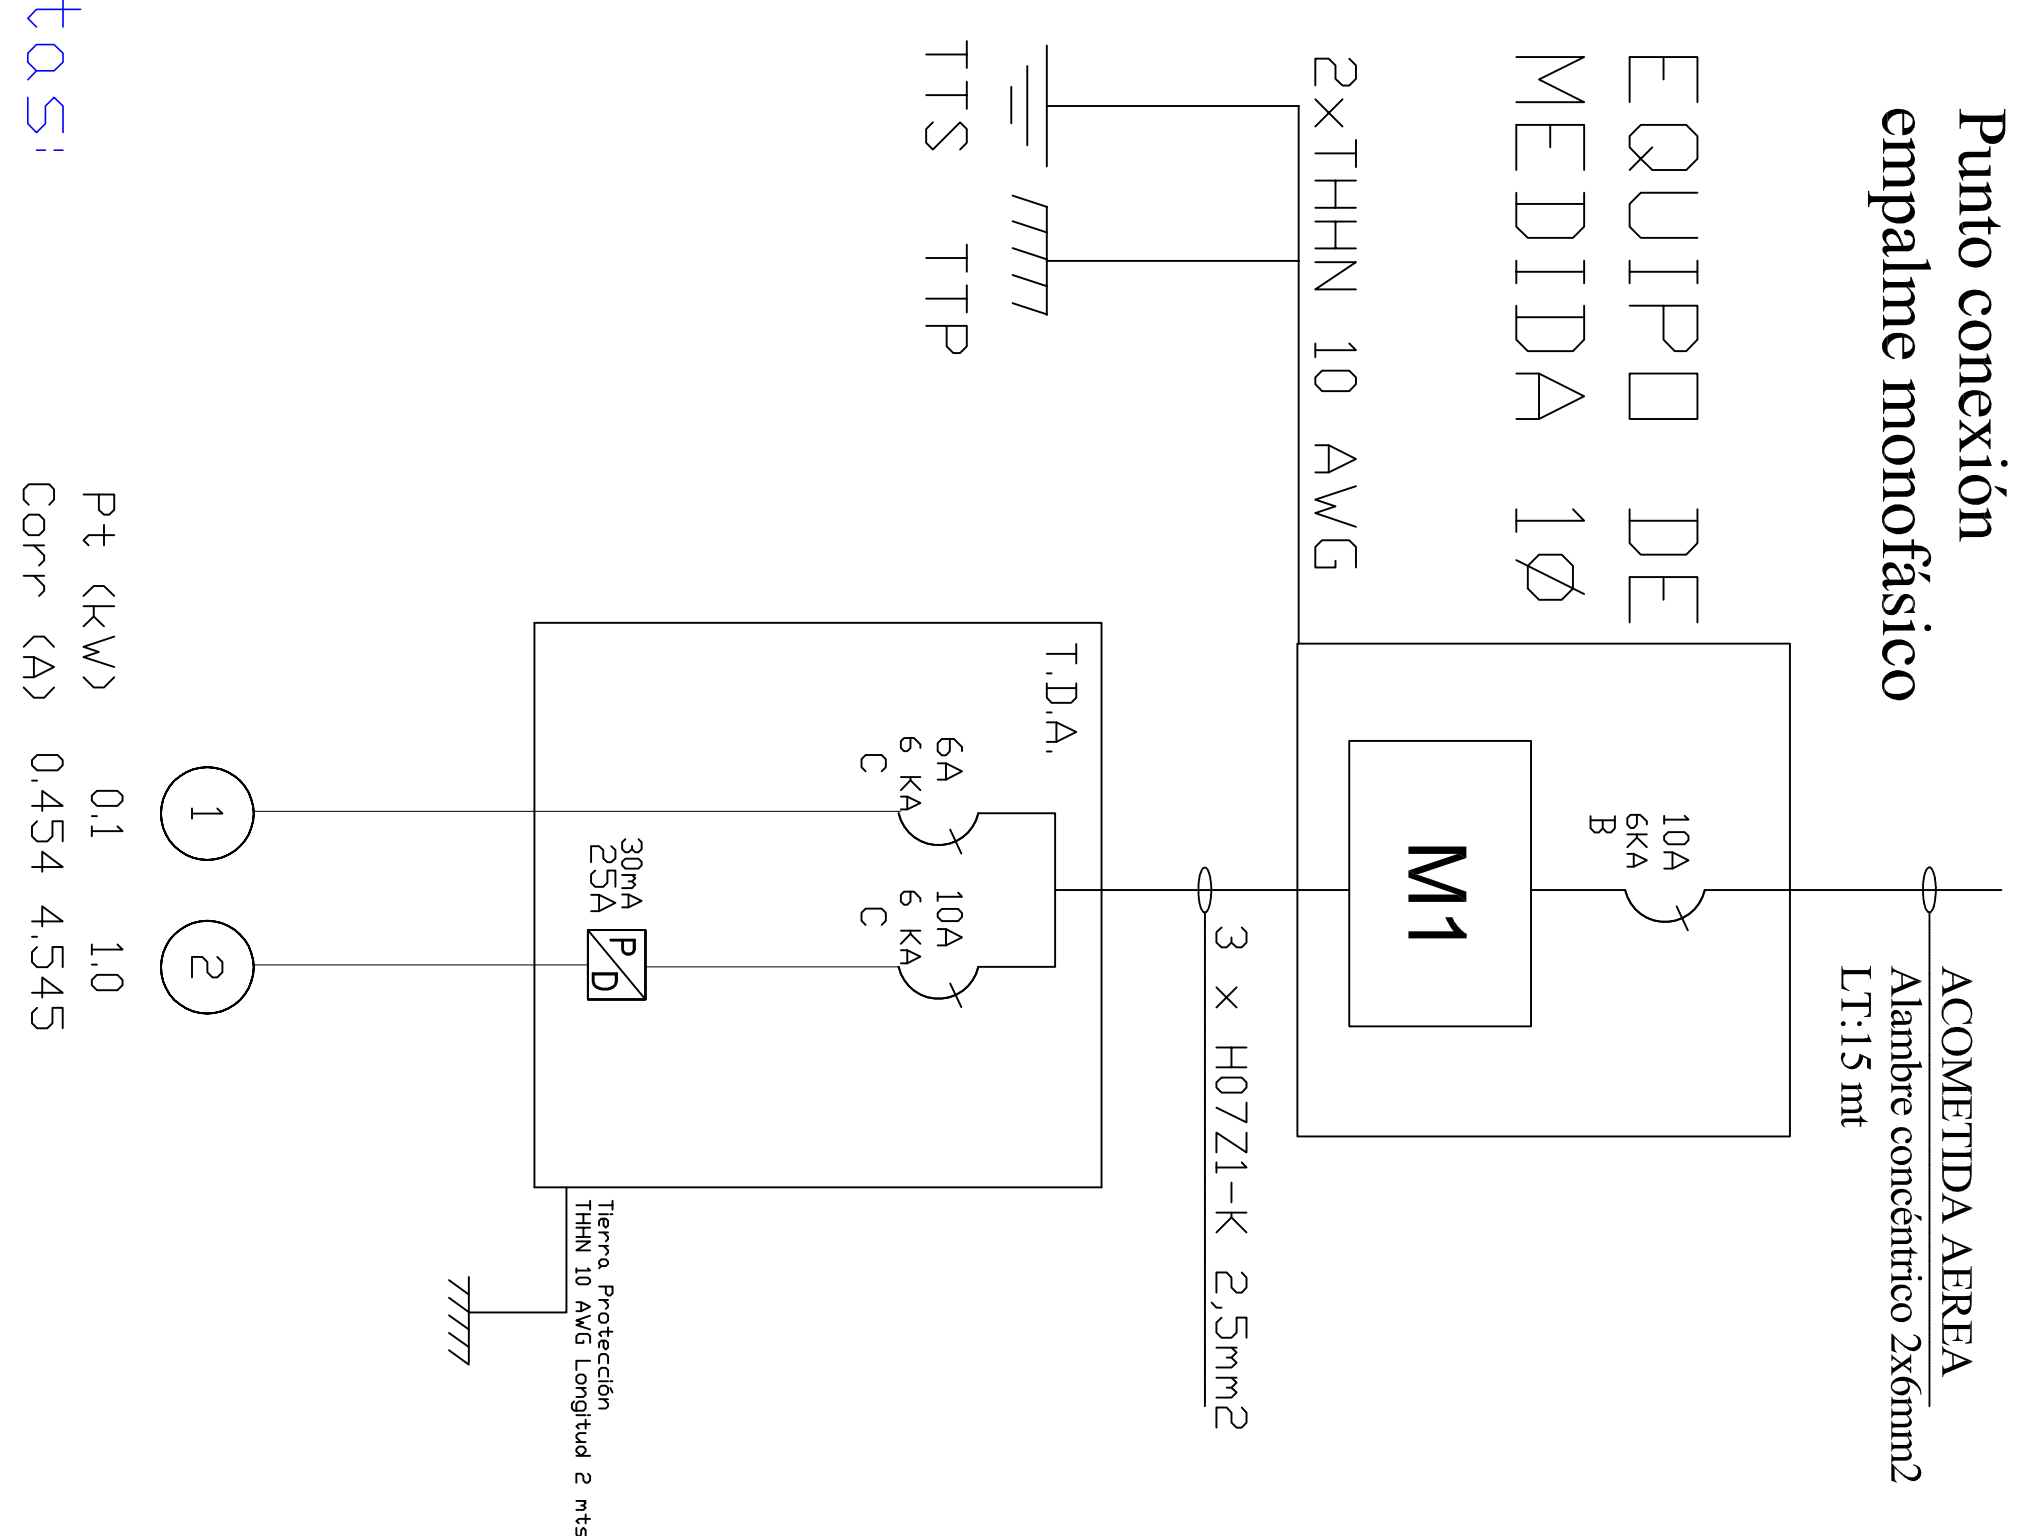 Punto conexión
empalme monofásico
ACOMETIDA AEREA
Alambre concéntrico 2x6mm2
LT:15 mt
EQUIPO DE
MEDIDA 1Ø
10A
6KA
B
M1
2xTHHN 10 AWG
TTS
TTP
3 x H07Z1-K 2,5mm2
T.D.A.
6A
6 KA
C
10A
6 KA
C
30mA
25A
P
D
Tierra Protección
THHN 10 AWG Longitud 2 mts
1
2
Pt (kW) 0.1 1.0
Corr (A) 0.454 4.545
tas: